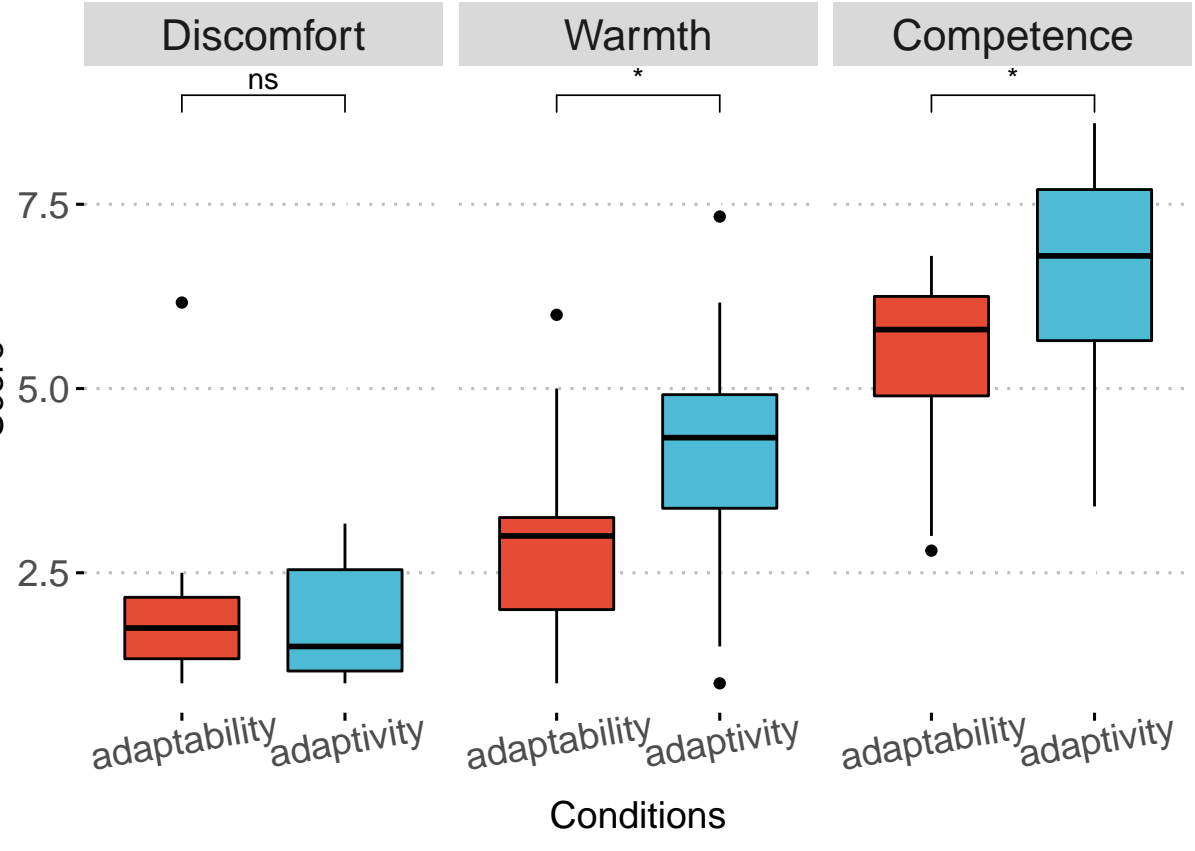 Discomfort Warmth Competence
ns * *
7.5
5.0
2.5
adaptability adaptivity adaptability adaptivity adaptability adaptivity
Conditions